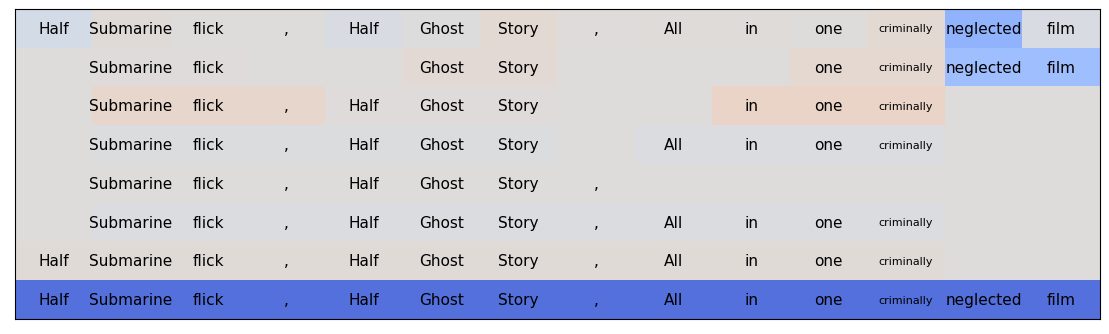 Half Submarine flick , Half Ghost Story , All in one criminally neglected film
Submarine flick Ghost Story one criminally neglected film
Submarine flick , Half Ghost Story in one criminally
Submarine flick , Half Ghost Story All in one criminally
Submarine flick , Half Ghost Story ,
Submarine flick , Half Ghost Story , All in one criminally
Half Submarine flick , Half Ghost Story , All in one criminally
Half Submarine flick , Half Ghost Story , All in one criminally neglected film